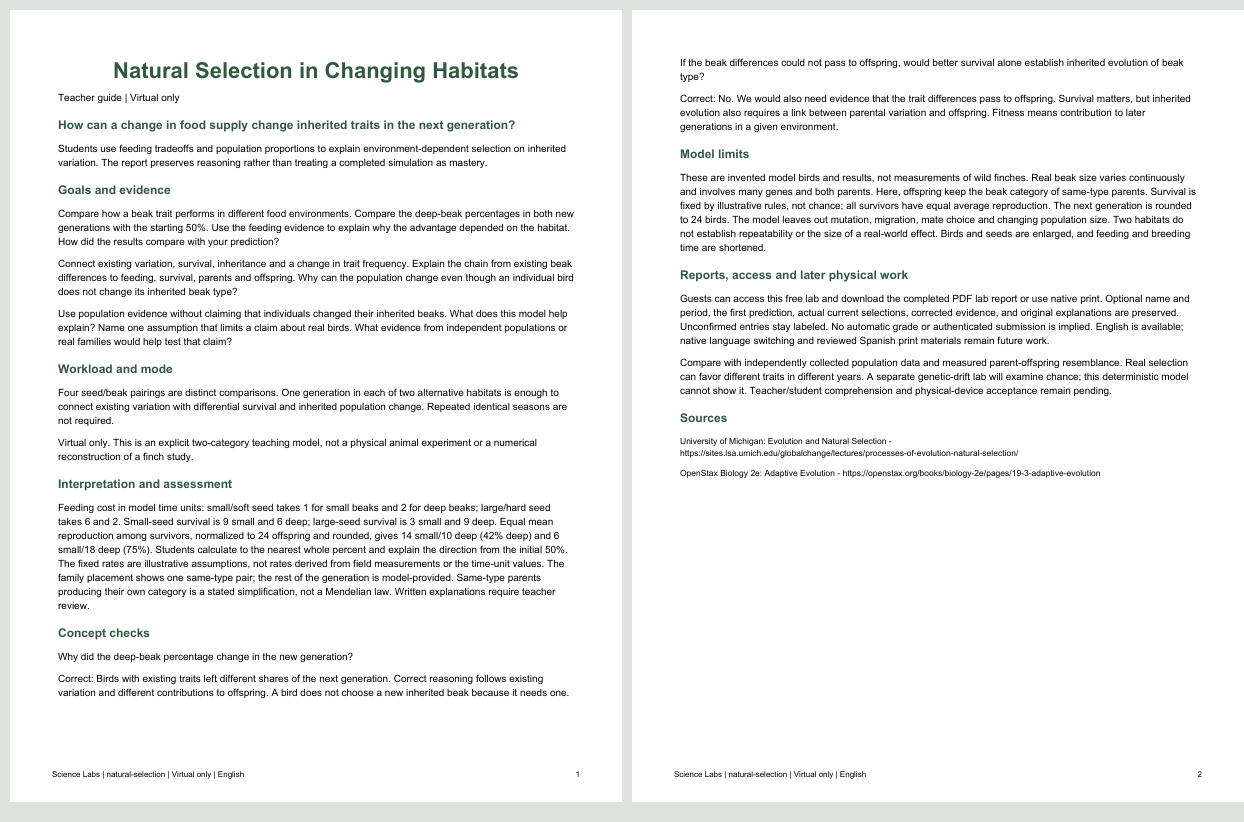 Natural Selection in Changing Habitats
Teacher guide | Virtual only
How can a change in food supply change inherited traits in the next generation?
Students use feeding tradeoffs and population proportions to explain environment-dependent selection on inherited
variation. The report preserves reasoning rather than treating a completed simulation as mastery.
Goals and evidence
Compare how a beak trait performs in different food environments. Compare the deep-beak percentages in both new
generations with the starting 50%. Use the feeding evidence to explain why the advantage depended on the habitat.
How did the results compare with your prediction?
Connect existing variation, survival, inheritance and a change in trait frequency. Explain the chain from existing beak
differences to feeding, survival, parents and offspring. Why can the population change even though an individual bird
does not change its inherited beak type?
Use population evidence without claiming that individuals changed their inherited beaks. What does this model help
explain? Name one assumption that limits a claim about real birds. What evidence from independent populations or
real families would help test that claim?
Workload and mode
Four seed/beak pairings are distinct comparisons. One generation in each of two alternative habitats is enough to
connect existing variation with differential survival and inherited population change. Repeated identical seasons are
not required.
Virtual only. This is an explicit two-category teaching model, not a physical animal experiment or a numerical
reconstruction of a finch study.
Interpretation and assessment
Feeding cost in model time units: small/soft seed takes 1 for small beaks and 2 for deep beaks; large/hard seed
takes 6 and 2. Small-seed survival is 9 small and 6 deep; large-seed survival is 3 small and 9 deep. Equal mean
reproduction among survivors, normalized to 24 offspring and rounded, gives 14 small/10 deep (42% deep) and 6
small/18 deep (75%). Students calculate to the nearest whole percent and explain the direction from the initial 50%.
The fixed rates are illustrative assumptions, not rates derived from field measurements or the time-unit values. The
family placement shows one same-type pair; the rest of the generation is model-provided. Same-type parents
producing their own category is a stated simplification, not a Mendelian law. Written explanations require teacher
review.
Concept checks
Why did the deep-beak percentage change in the new generation?
Correct: Birds with existing traits left different shares of the next generation. Correct reasoning follows existing
variation and different contributions to offspring. A bird does not choose a new inherited beak because it needs one.
Science Labs | natural-selection | Virtual only | English
1
If the beak differences could not pass to offspring, would better survival alone establish inherited evolution of beak
type?
Correct: No. We would also need evidence that the trait differences pass to offspring. Survival matters, but inherited
evolution also requires a link between parental variation and offspring. Fitness means contribution to later
generations in a given environment.
Model limits
These are invented model birds and results, not measurements of wild finches. Real beak size varies continuously
and involves many genes and both parents. Here, offspring keep the beak category of same-type parents. Survival is
fixed by illustrative rules, not chance; all survivors have equal average reproduction. The next generation is rounded
to 24 birds. The model leaves out mutation, migration, mate choice and changing population size. Two habitats do
not establish repeatability or the size of a real-world effect. Birds and seeds are enlarged, and feeding and breeding
time are shortened.
Reports, access and later physical work
Guests can access this free lab and download the completed PDF lab report or use native print. Optional name and
period, the first prediction, actual current selections, corrected evidence, and original explanations are preserved.
Unconfirmed entries stay labeled. No automatic grade or authenticated submission is implied. English is available;
native language switching and reviewed Spanish print materials remain future work.
Compare with independently collected population data and measured parent-offspring resemblance. Real selection
can favor different traits in different years. A separate genetic-drift lab will examine chance; this deterministic model
cannot show it. Teacher/student comprehension and physical-device acceptance remain pending.
Sources
University of Michigan: Evolution and Natural Selection -
https://sites.lsa.umich.edu/globalchange/lectures/processes-of-evolution-natural-selection/
OpenStax Biology 2e: Adaptive Evolution - https://openstax.org/books/biology-2e/pages/19-3-adaptive-evolution
Science Labs | natural-selection | Virtual only | English
2